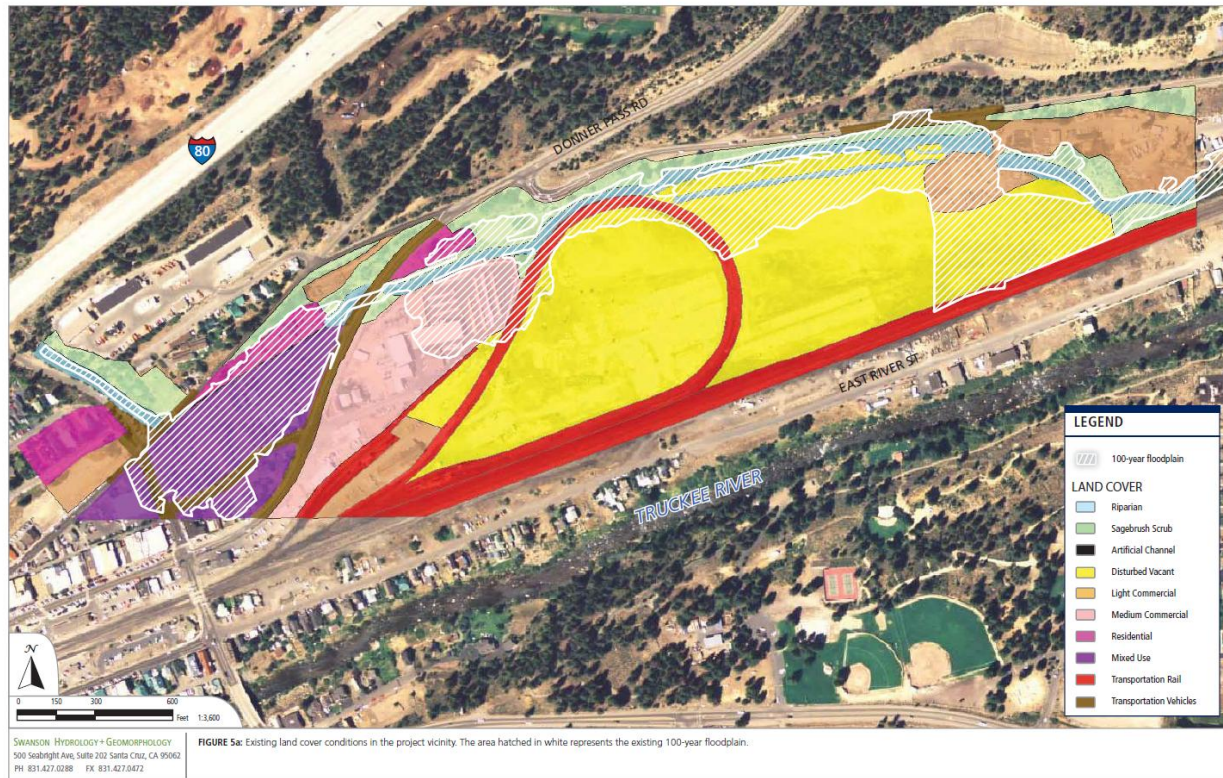 DONNER PASS RD
80
EAST RIVER ST
TRUCKEE RIVER
LEGEND
100-year floodplain
LAND COVER
Riparian
Sagebrush Scrub
Artificial Channel
Disturbed Vacant
Light Commercial
Medium Commercial
Residential
Mixed Use
Transportation Rail
Transportation Vehicles
N
0 150 300 600
Feet 1:3,600
SWANSON HYDROLOGY + GEOMORPHOLOGY
500 Seabright Ave, Suite 202 Santa Cruz, CA 95062
PH 831.427.0288 FX 831.427.0472
FIGURE 5a: Existing land cover conditions in the project vicinity. The area hatched in white represents the existing 100-year floodplain.